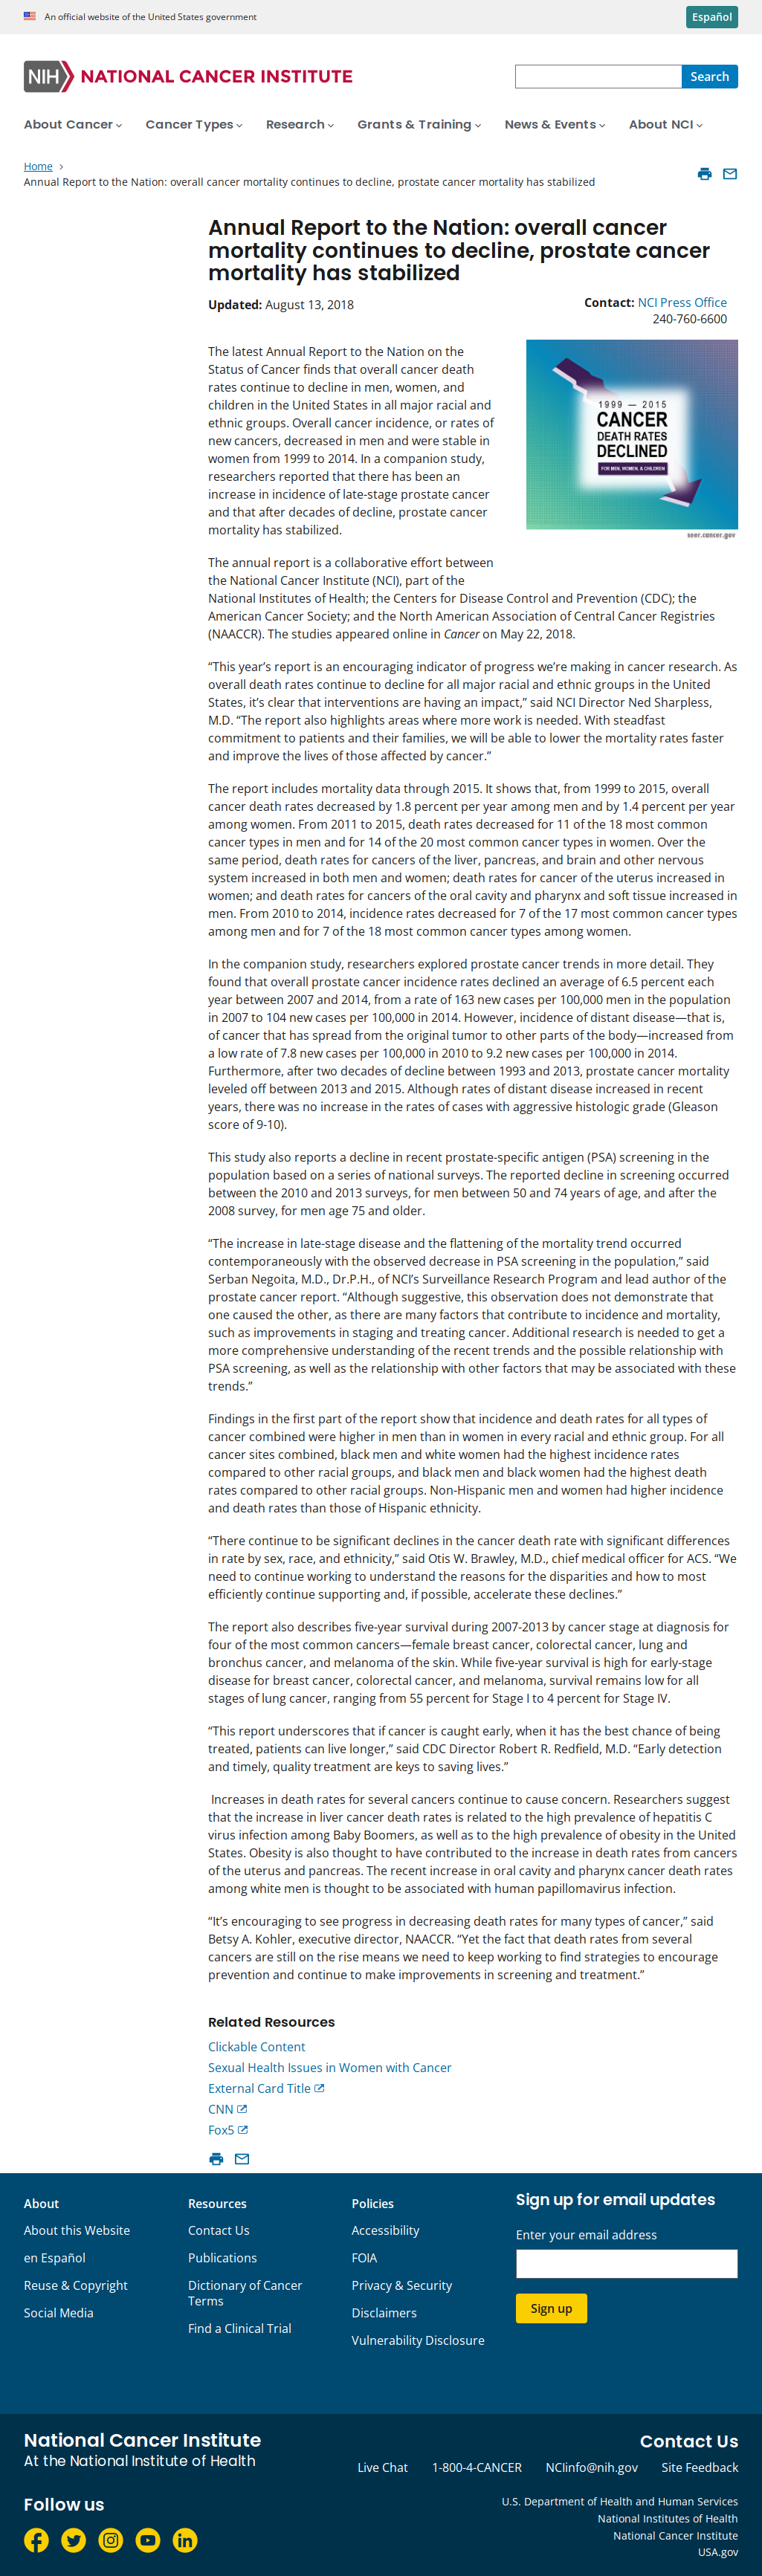 An official website of the United States government
Español
NIH NATIONAL CANCER INSTITUTE
Search
About Cancer Cancer Types Research Grants & Training News & Events About NCI
Home
Annual Report to the Nation: overall cancer mortality continues to decline, prostate cancer mortality has stabilized
Annual Report to the Nation: overall cancer
mortality continues to decline, prostate cancer
mortality has stabilized
Updated: August 13, 2018
Contact: NCI Press Office
240-760-6600
The latest Annual Report to the Nation on the
Status of Cancer finds that overall cancer death
rates continue to decline in men, women, and
children in the United States in all major racial and
ethnic groups. Overall cancer incidence, or rates of
new cancers, decreased in men and were stable in
women from 1999 to 2014. In a companion study,
researchers reported that there has been an
increase in incidence of late-stage prostate cancer
and that after decades of decline, prostate cancer
mortality has stabilized.
1999 — 2015
CANCER
DEATH RATES
DECLINED
FOR MEN, WOMEN, & CHILDREN
seer.cancer.gov
The annual report is a collaborative effort between
the National Cancer Institute (NCI), part of the
National Institutes of Health; the Centers for Disease Control and Prevention (CDC); the
American Cancer Society; and the North American Association of Central Cancer Registries
(NAACCR). The studies appeared online in Cancer on May 22, 2018.
“This year’s report is an encouraging indicator of progress we’re making in cancer research. As
overall death rates continue to decline for all major racial and ethnic groups in the United
States, it’s clear that interventions are having an impact,” said NCI Director Ned Sharpless,
M.D. “The report also highlights areas where more work is needed. With steadfast
commitment to patients and their families, we will be able to lower the mortality rates faster
and improve the lives of those affected by cancer.”
The report includes mortality data through 2015. It shows that, from 1999 to 2015, overall
cancer death rates decreased by 1.8 percent per year among men and by 1.4 percent per year
among women. From 2011 to 2015, death rates decreased for 11 of the 18 most common
cancer types in men and for 14 of the 20 most common cancer types in women. Over the
same period, death rates for cancers of the liver, pancreas, and brain and other nervous
system increased in both men and women; death rates for cancer of the uterus increased in
women; and death rates for cancers of the oral cavity and pharynx and soft tissue increased in
men. From 2010 to 2014, incidence rates decreased for 7 of the 17 most common cancer types
among men and for 7 of the 18 most common cancer types among women.
In the companion study, researchers explored prostate cancer trends in more detail. They
found that overall prostate cancer incidence rates declined an average of 6.5 percent each
year between 2007 and 2014, from a rate of 163 new cases per 100,000 men in the population
in 2007 to 104 new cases per 100,000 in 2014. However, incidence of distant disease—that is,
of cancer that has spread from the original tumor to other parts of the body—increased from
a low rate of 7.8 new cases per 100,000 in 2010 to 9.2 new cases per 100,000 in 2014.
Furthermore, after two decades of decline between 1993 and 2013, prostate cancer mortality
leveled off between 2013 and 2015. Although rates of distant disease increased in recent
years, there was no increase in the rates of cases with aggressive histologic grade (Gleason
score of 9-10).
This study also reports a decline in recent prostate-specific antigen (PSA) screening in the
population based on a series of national surveys. The reported decline in screening occurred
between the 2010 and 2013 surveys, for men between 50 and 74 years of age, and after the
2008 survey, for men age 75 and older.
“The increase in late-stage disease and the flattening of the mortality trend occurred
contemporaneously with the observed decrease in PSA screening in the population,” said
Serban Negoita, M.D., Dr.P.H., of NCI’s Surveillance Research Program and lead author of the
prostate cancer report. “Although suggestive, this observation does not demonstrate that
one caused the other, as there are many factors that contribute to incidence and mortality,
such as improvements in staging and treating cancer. Additional research is needed to get a
more comprehensive understanding of the recent trends and the possible relationship with
PSA screening, as well as the relationship with other factors that may be associated with these
trends.”
Findings in the first part of the report show that incidence and death rates for all types of
cancer combined were higher in men than in women in every racial and ethnic group. For all
cancer sites combined, black men and white women had the highest incidence rates
compared to other racial groups, and black men and black women had the highest death
rates compared to other racial groups. Non-Hispanic men and women had higher incidence
and death rates than those of Hispanic ethnicity.
“There continue to be significant declines in the cancer death rate with significant differences
in rate by sex, race, and ethnicity,” said Otis W. Brawley, M.D., chief medical officer for ACS. “We
need to continue working to understand the reasons for the disparities and how to most
efficiently continue supporting and, if possible, accelerate these declines.”
The report also describes five-year survival during 2007-2013 by cancer stage at diagnosis for
four of the most common cancers—female breast cancer, colorectal cancer, lung and
bronchus cancer, and melanoma of the skin. While five-year survival is high for early-stage
disease for breast cancer, colorectal cancer, and melanoma, survival remains low for all
stages of lung cancer, ranging from 55 percent for Stage I to 4 percent for Stage IV.
“This report underscores that if cancer is caught early, when it has the best chance of being
treated, patients can live longer,” said CDC Director Robert R. Redfield, M.D. “Early detection
and timely, quality treatment are keys to saving lives.”
Increases in death rates for several cancers continue to cause concern. Researchers suggest
that the increase in liver cancer death rates is related to the high prevalence of hepatitis C
virus infection among Baby Boomers, as well as to the high prevalence of obesity in the United
States. Obesity is also thought to have contributed to the increase in death rates from cancers
of the uterus and pancreas. The recent increase in oral cavity and pharynx cancer death rates
among white men is thought to be associated with human papillomavirus infection.
“It’s encouraging to see progress in decreasing death rates for many types of cancer,” said
Betsy A. Kohler, executive director, NAACCR. “Yet the fact that death rates from several
cancers are still on the rise means we need to keep working to find strategies to encourage
prevention and continue to make improvements in screening and treatment.”
Related Resources
Clickable Content
Sexual Health Issues in Women with Cancer
External Card Title
CNN
Fox5
About
About this Website
en Español
Reuse & Copyright
Social Media
Resources
Contact Us
Publications
Dictionary of Cancer
Terms
Find a Clinical Trial
Policies
Accessibility
FOIA
Privacy & Security
Disclaimers
Vulnerability Disclosure
Sign up for email updates
Enter your email address
Sign up
National Cancer Institute
At the National Institute of Health
Contact Us
Live Chat 1-800-4-CANCER NCIinfo@nih.gov Site Feedback
Follow us
U.S. Department of Health and Human Services
National Institutes of Health
National Cancer Institute
USA.gov